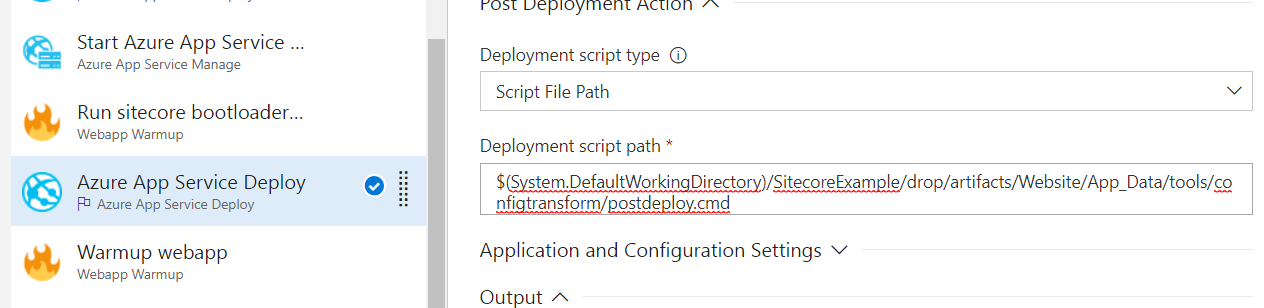 Start Azure App Service ...
Azure App Service Manage
Run sitecore bootloader...
Webapp Warmup
Azure App Service Deploy
Azure App Service Deploy
Warmup webapp
Webapp Warmup
Post Deployment Action
Deployment script type
Script File Path
Deployment script path *
$(System.DefaultWorkingDirectory)/SitecoreExample/drop/artifacts/Website/App_Data/tools/co
nfigtransform/postdeploy.cmd
Application and Configuration Settings
Output